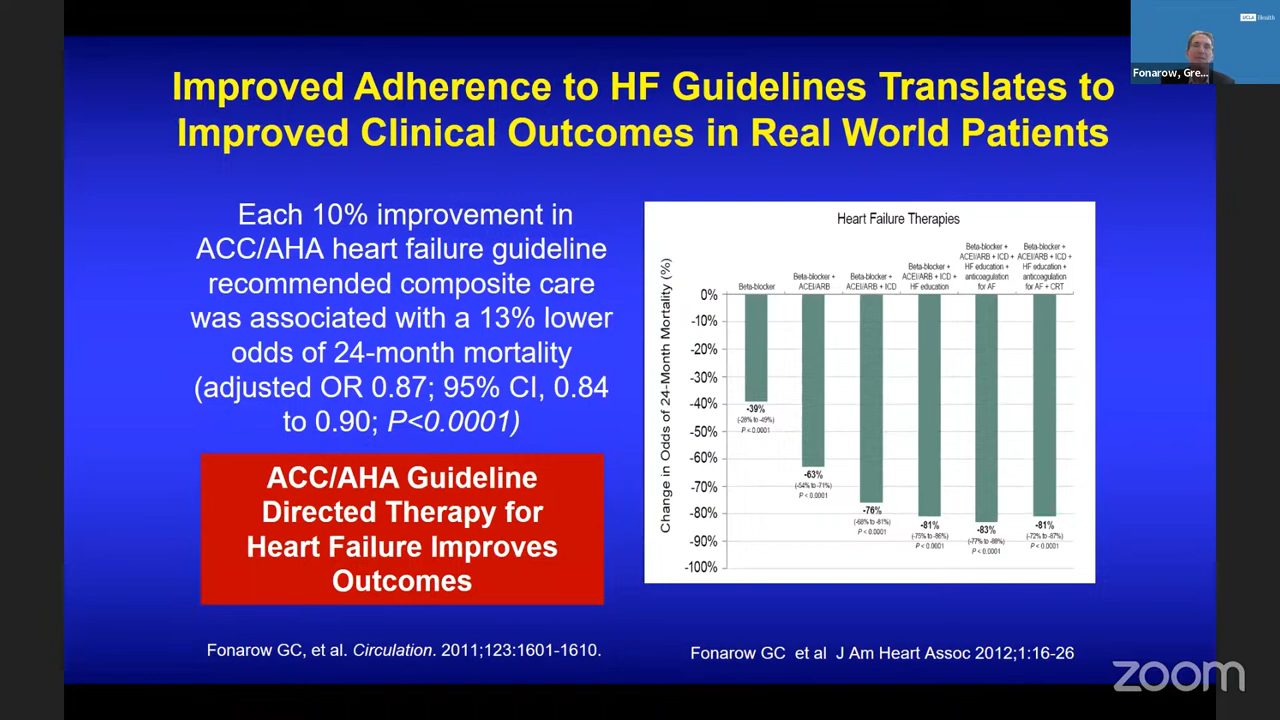 UCLA Health
Fonarow, Gre...
Improved Adherence to HF Guidelines Translates to
Improved Clinical Outcomes in Real World Patients
Each 10% improvement in
ACC/AHA heart failure guideline
recommended composite care
was associated with a 13% lower
odds of 24-month mortality
(adjusted OR 0.87; 95% CI, 0.84
to 0.90; P<0.0001)
ACC/AHA Guideline
Directed Therapy for
Heart Failure Improves
Outcomes
Fonarow GC, et al. Circulation. 2011;123:1601-1610.
Heart Failure Therapies
Change in Odds of 24-Month Mortality (%)
0%
-10%
-20%
-30%
-40%
-50%
-60%
-70%
-80%
-90%
-100%
Beta-blocker
Beta-blocker +
ACEI/ARB
Beta-blocker +
ACEI/ARB + ICD
Beta-blocker +
ACEI/ARB + ICD +
HF education
Beta-blocker +
ACEI/ARB + ICD +
HF education +
anticoagulation
for AF
Beta-blocker +
ACEI/ARB + ICD +
HF education +
anticoagulation
for AF + CRT
-39%
(-28% to -49%)
P < 0.0001
-63%
(-54% to -71%)
P < 0.0001
-76%
(-68% to -81%)
P < 0.0001
-81%
(-75% to -86%)
P < 0.0001
-83%
(-77% to -88%)
P < 0.0001
-81%
(-72% to -87%)
P < 0.0001
Fonarow GC et al J Am Heart Assoc 2012;1:16-26
zoom